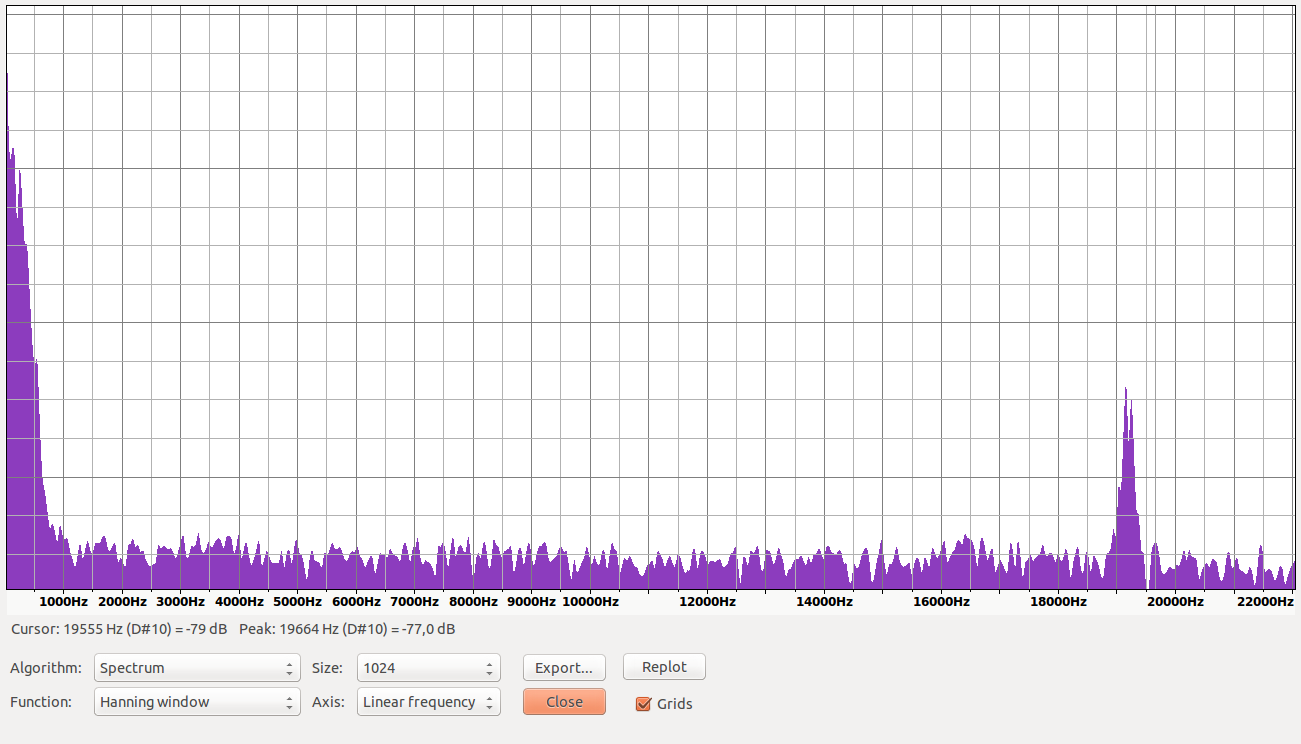 1000Hz 2000Hz 3000Hz 4000Hz 5000Hz 6000Hz 7000Hz 8000Hz 9000Hz 10000Hz 12000Hz 14000Hz 16000Hz 18000Hz 20000Hz 22000Hz
Cursor: 19555 Hz (D#10) = -79 dB Peak: 19664 Hz (D#10) = -77,0 dB
Algorithm: Spectrum Size: 1024 Export... Replot
Function: Hanning window Axis: Linear frequency Close Grids